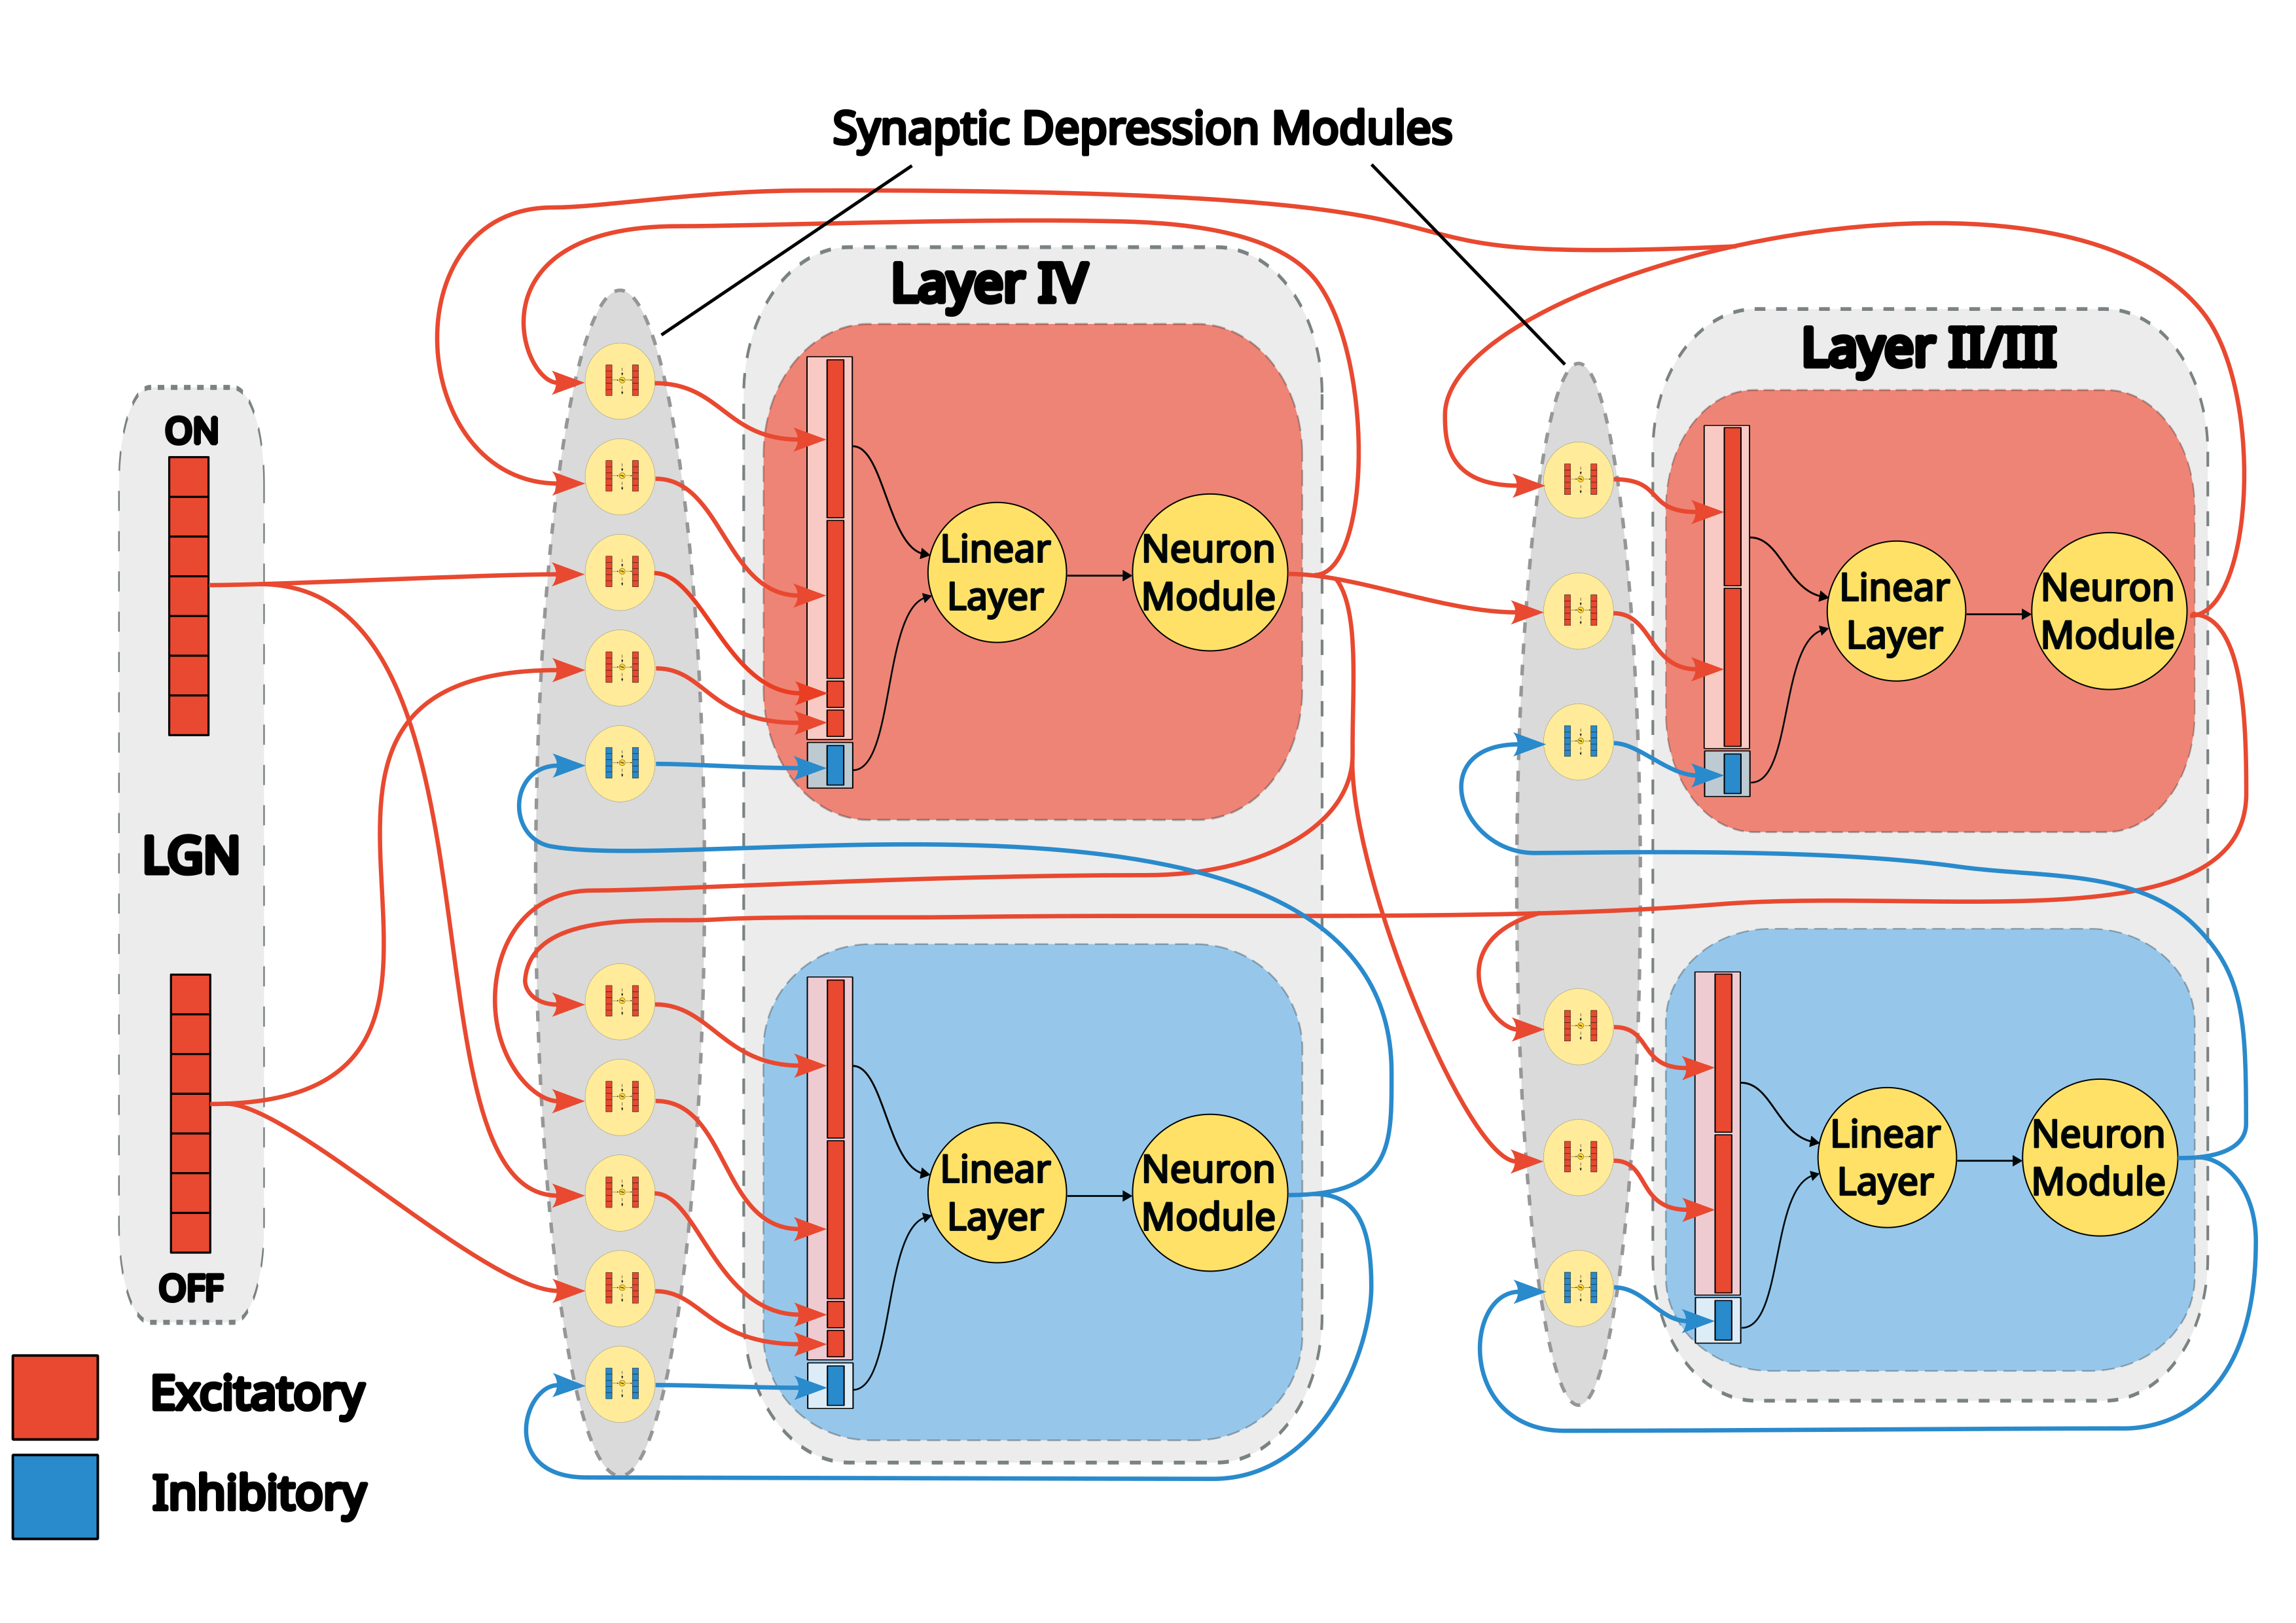 Synaptic Depression Modules
Layer IV
Layer II/III
ON
LGN
OFF
Linear
Layer
Neuron
Module
Linear
Layer
Neuron
Module
Linear
Layer
Neuron
Module
Linear
Layer
Neuron
Module
Excitatory
Inhibitory